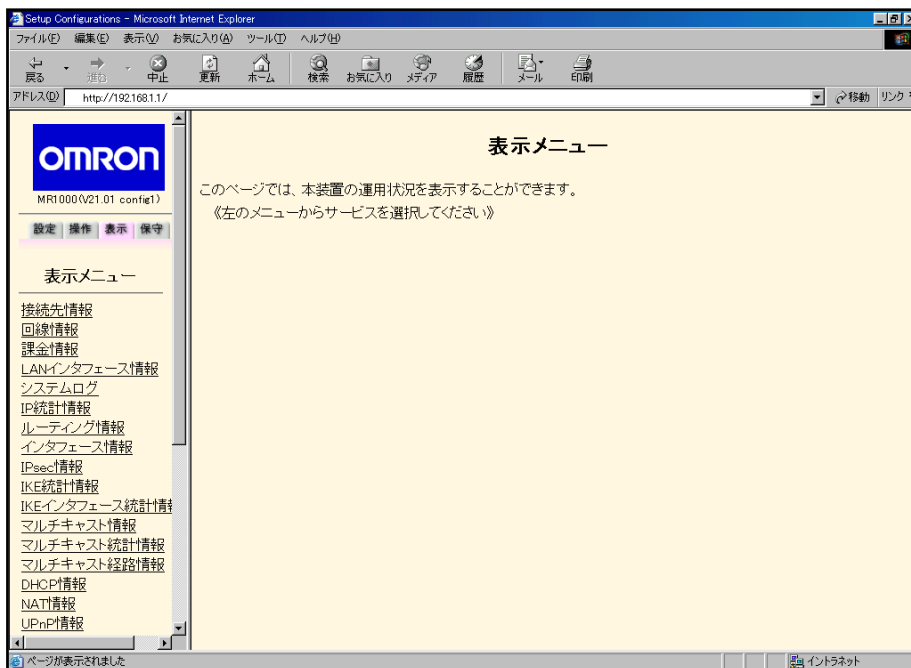 Setup Configurations - Microsoft Internet Explorer
ファイル(F) 編集(E) 表示(V) お気に入り(A) ツール(T) ヘルプ(H)
戻る 進む 中止 更新 ホーム 検索 お気に入り メディア 履歴 メール 印刷
アドレス(D) http://192.168.1.1/ 移動 リンク
OMRON
MR1000(V21.01 config1)
設定 操作 表示 保守
表示メニュー
接続先情報
回線情報
課金情報
LANインタフェース情報
システムログ
IP統計情報
ルーティング情報
インタフェース情報
IPsec情報
IKE統計情報
IKEインタフェース統計情報
マルチキャスト情報
マルチキャスト統計情報
マルチキャスト経路情報
DHCP情報
NAT情報
UPnP情報
表示メニュー
このページでは、本装置の運用状況を表示することができます。
《左のメニューからサービスを選択してください》
ページが表示されました イントラネット